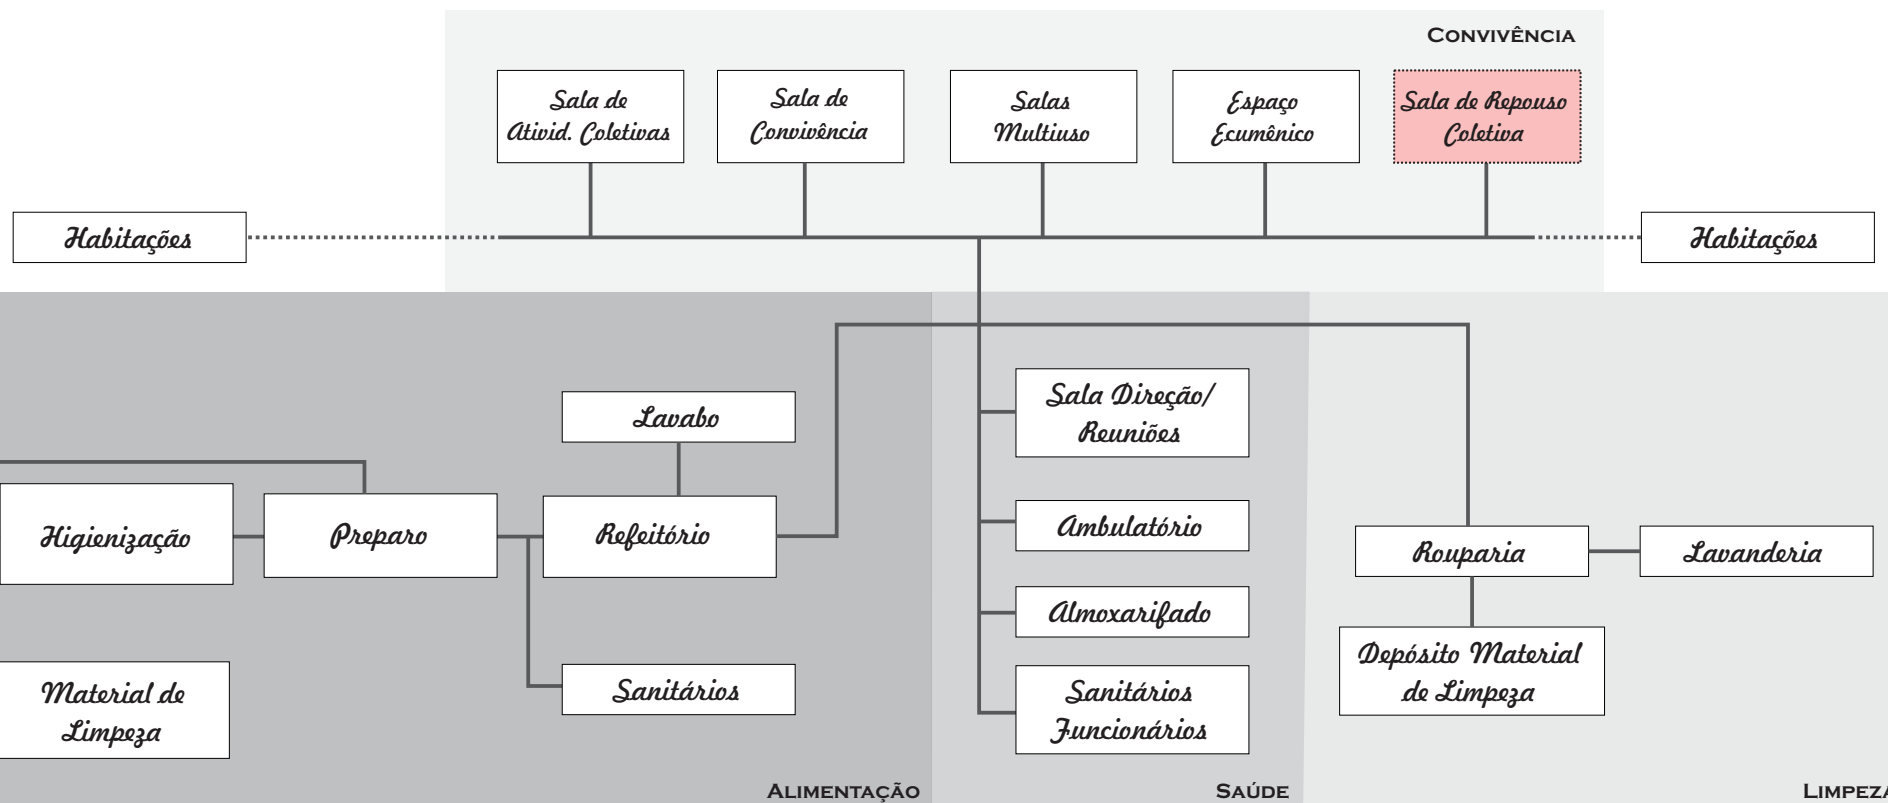 CONVIVÊNCIA
Sala de
Ativid. Coletivas
Sala de
Convivência
Salas
Multiuso
Espaço
Ecumênico
Sala de Repouso
Coletiva
Habitações
Habitações
Lavabo
Higienização
Preparo
Refeitório
Sanitários
Material de
Limpeza
ALIMENTAÇÃO
Sala Direção/
Reuniões
Ambulatório
Almoxarifado
Sanitários
Funcionários
SAÚDE
Rouparia
Lavanderia
Depósito Material
de Limpeza
LIMPEZA